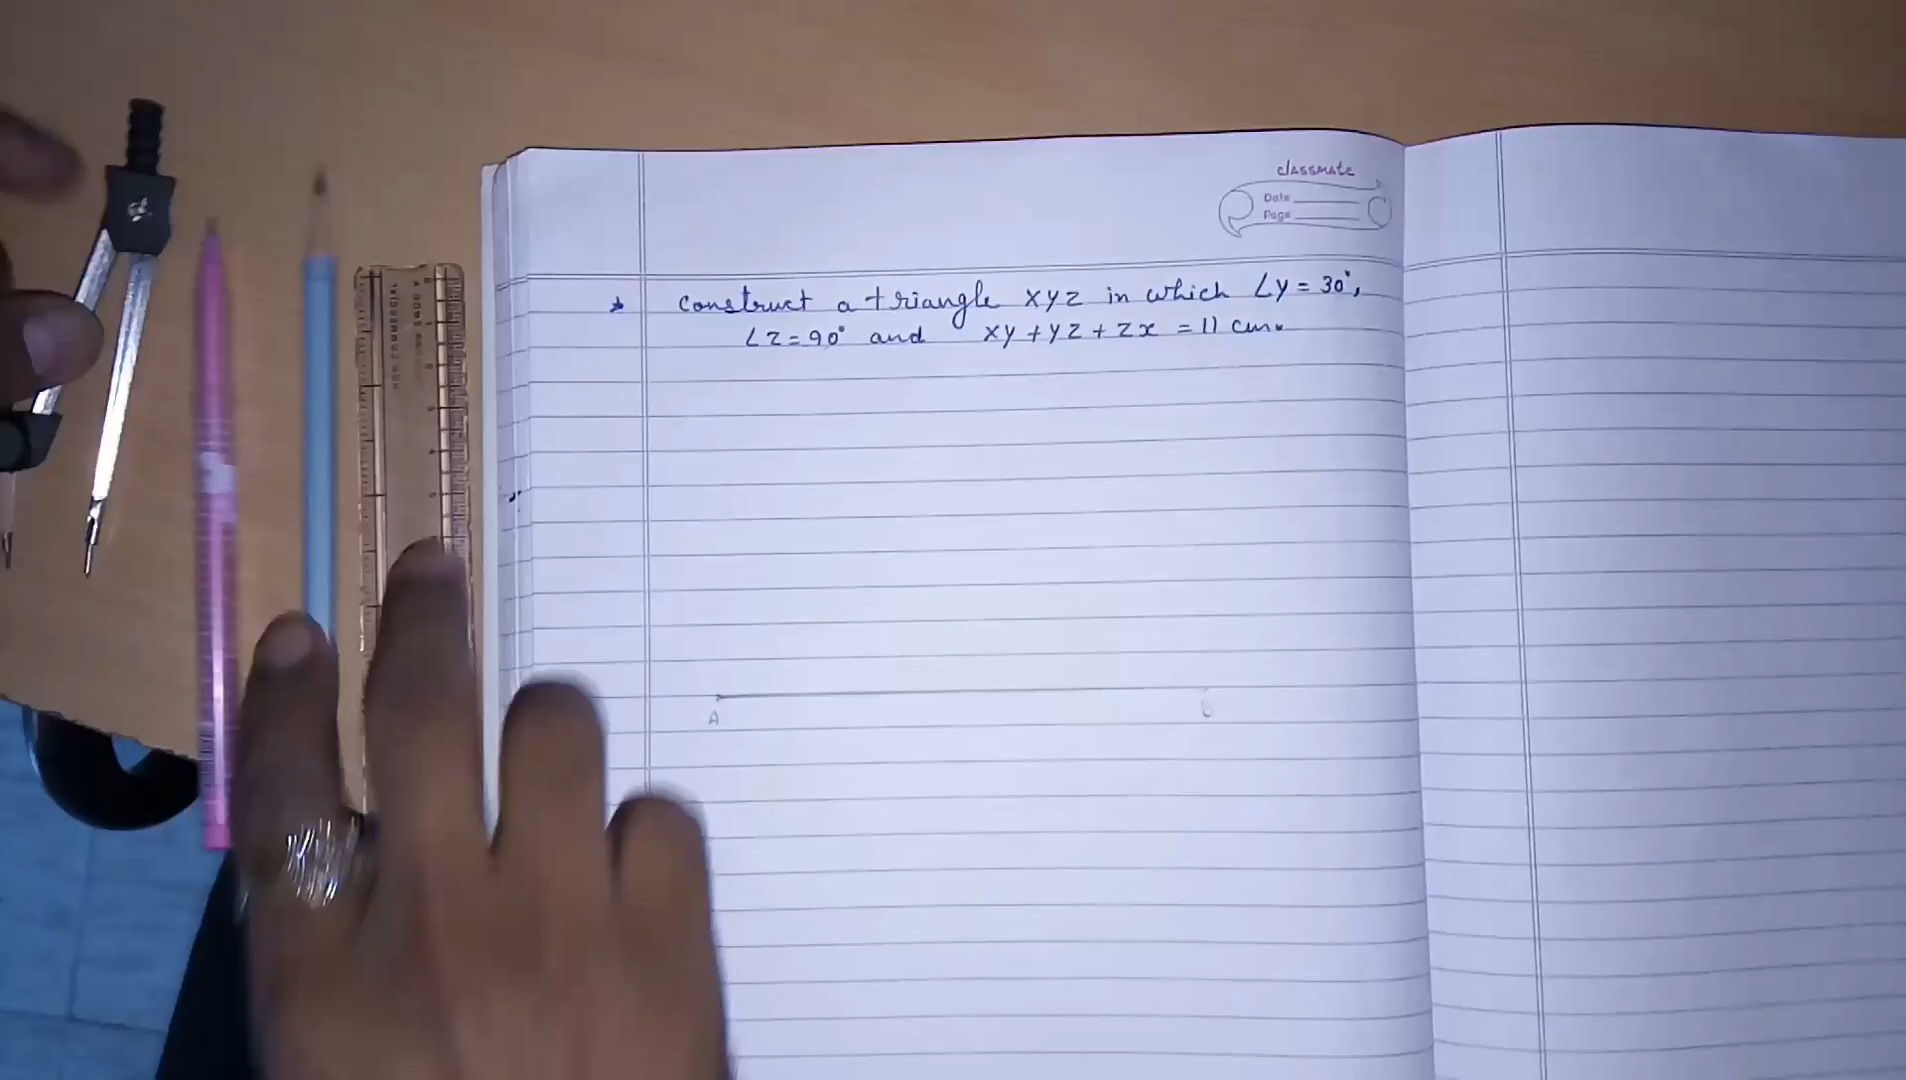 classmate
Date
Page
construct a triangle XYZ in which ∠Y = 30°,
∠Z = 90° and XY + YZ + ZX = 11 cm.
A